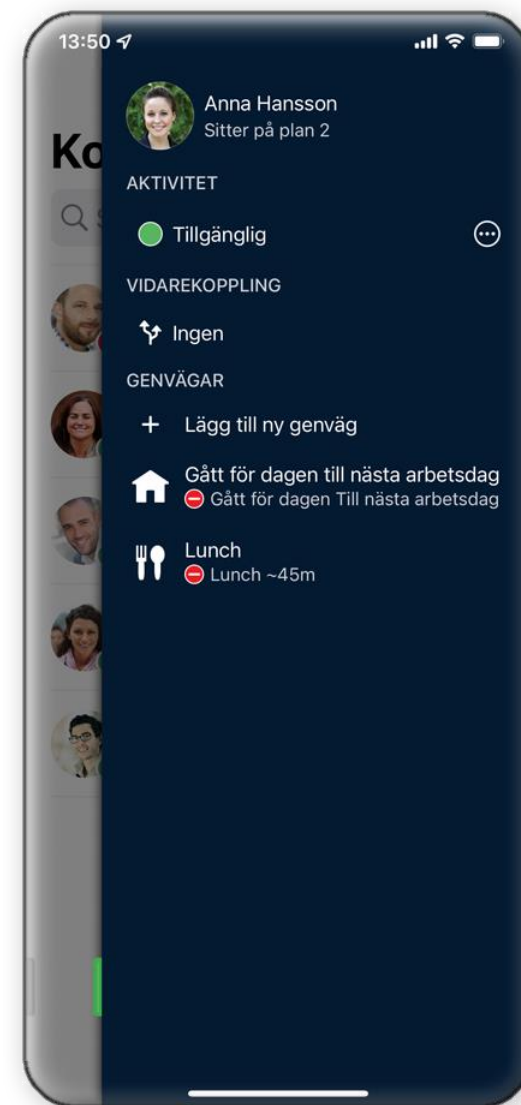 13:50
Anna Hansson
Sitter på plan 2
Ko
AKTIVITET
Tillgänglig
VIDAREKOPPLING
Ingen
GENVÄGAR
Lägg till ny genväg
Gått för dagen till nästa arbetsdag
Gått för dagen Till nästa arbetsdag
Lunch
Lunch ~45m